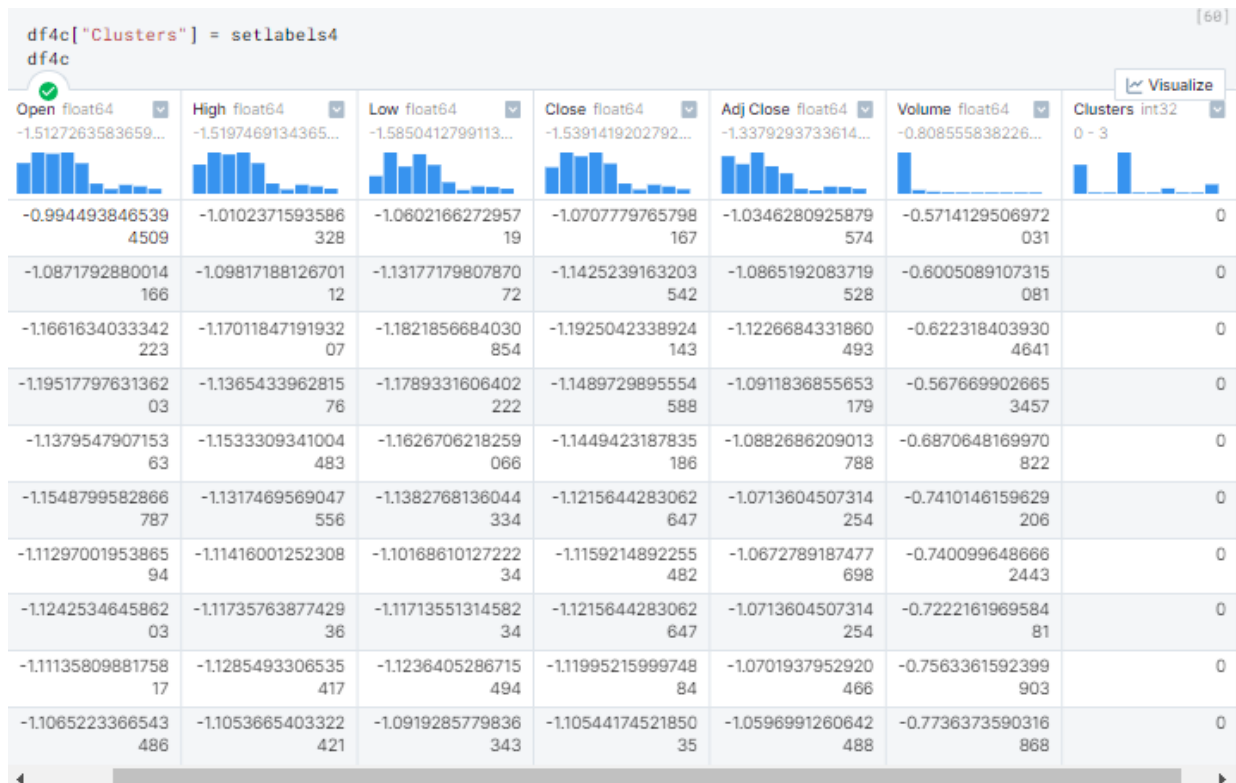 [60]
df4c["Clusters"] = setlabels4
df4c
Visualize
Open float64 High float64 Low float64 Close float64 Adj Close float64 Volume float64 Clusters int32
-1.5127263583659... -1.5197469134365... -1.5850412799113... -1.53914192027922... -1.3379293733614... -0.808555838226... 0 - 3
-0.994493846539 -1.0102371593586 -1.0602166272957 -1.0707779765798 -1.0346280925879 -0.5714129506972 0
4509 328 19 167 574 031
-1.0871792880014 -1.09817188126701 -1.13177179807870 -1.1425239163203 -1.0865192083719 -0.6005089107315 0
166 12 72 542 528 081
-1.1661634033342 -1.17011847191932 -1.1821856684030 -1.1925042338924 -1.1226684331860 -0.622318403930 0
223 07 854 143 493 4641
-1.19517797631362 -1.1365433962815 -1.1789331606402 -1.1489729895554 -1.0911836855653 -0.567669902665 0
03 76 222 588 179 3457
-1.1379547907153 -1.1533309341004 -1.1626706218259 -1.1449423187835 -1.0882686209013 -0.6870648169970 0
63 483 066 186 788 822
-1.1548799582866 -1.1317469569047 -1.1382768136044 -1.1215644283062 -1.0713604507314 -0.7410146159629 0
787 556 334 647 254 206
-1.11297001953865 -1.11416001252308 -1.10168610127222 -1.1159214892255 -1.0672789187477 -0.740099648666 0
94 34 482 698 2443
-1.1242534645862 -1.11735763877429 -1.11713551314582 -1.1215644283062 -1.0713604507314 -0.7222161969584 0
03 36 34 647 254 81
-1.11135809881758 -1.1285493306535 -1.1236405286715 -1.11995215999748 -1.0701937952920 -0.7563361592399 0
17 417 494 84 466 903
-1.1065223366543 -1.1053665403322 -1.0919285779836 -1.10544174521850 -1.0596991260642 -0.7736373590316 0
486 421 343 35 488 868